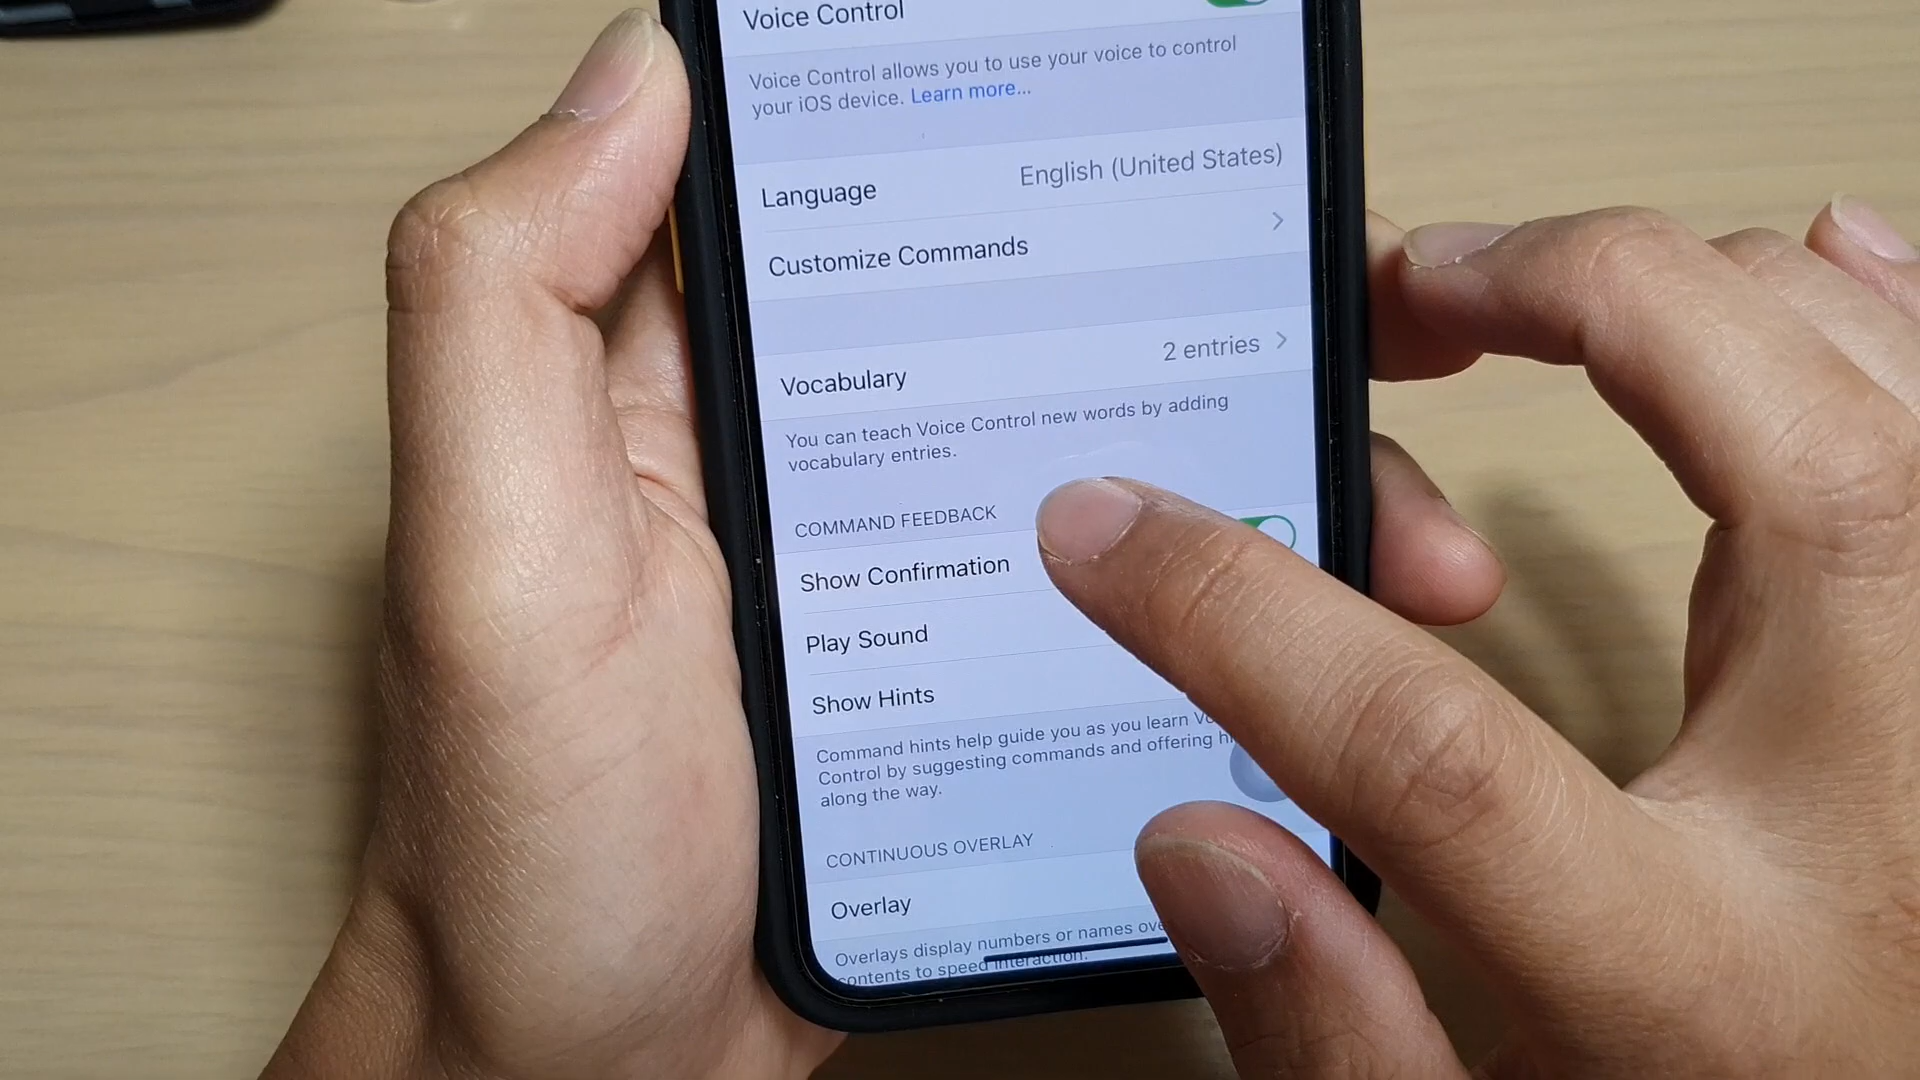 Voice Control
Voice Control allows you to use your voice to control
your iOS device. Learn more...
Language English (United States)
Customize Commands
Vocabulary 2 entries
You can teach Voice Control new words by adding
vocabulary entries.
COMMAND FEEDBACK
Show Confirmation
Play Sound
Show Hints
Command hints help guide you as you learn
Control by suggesting commands and offering
along the way.
CONTINUOUS OVERLAY
Overlay
Overlays display numbers or names
contents to speed interaction.